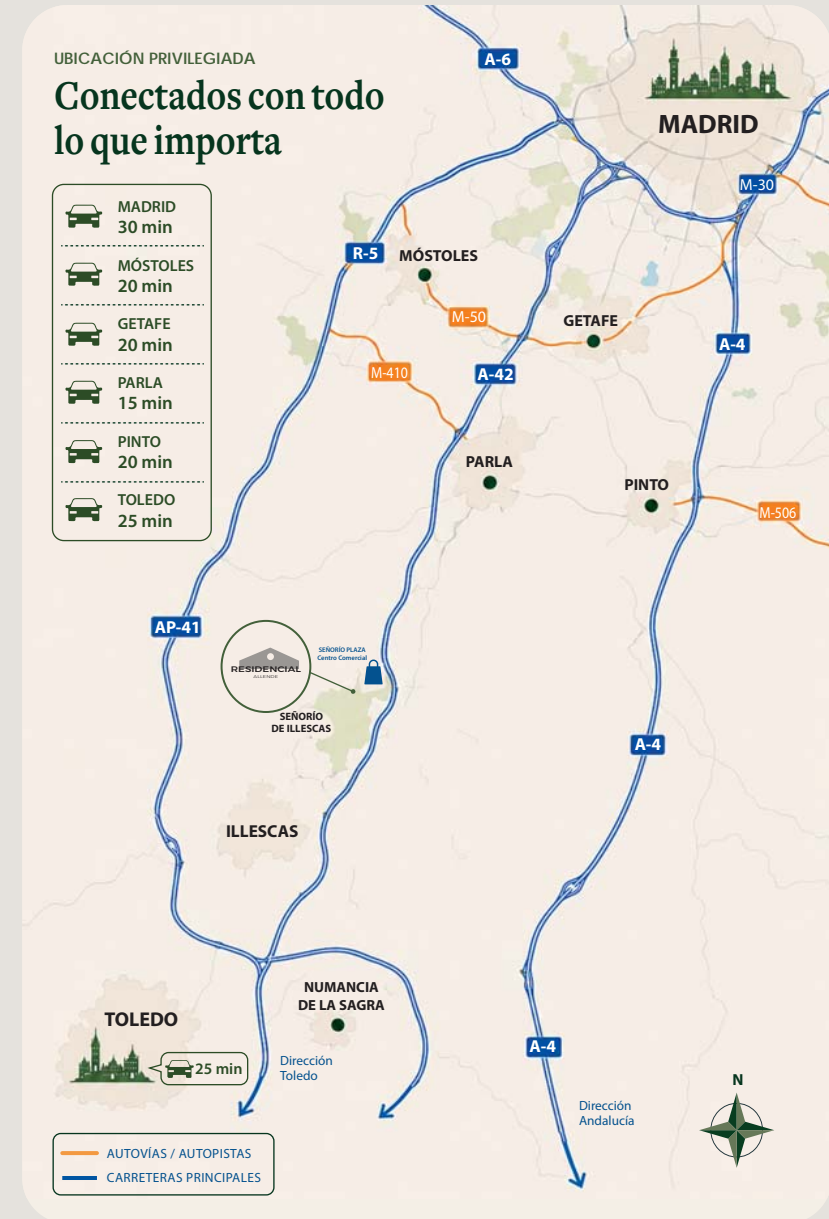 UBICACIÓN PRIVILEGIADA
Conectados con todo
lo que importa
MADRID
30 min
MÓSTOLES
20 min
GETAFE
20 min
PARLA
15 min
PINTO
20 min
TOLEDO
25 min
A-6
MADRID
M-30
R-5
MÓSTOLES
M-50
GETAFE
A-4
M-410
A-42
PARLA
PINTO
M-506
AP-41
SEÑORÍO PLAZA
Centro Comercial
RESIDENCIAL
ALLENDE
SEÑORÍO
DE ILLESCAS
A-4
ILLESCAS
NUMANCIA
DE LA SAGRA
TOLEDO
25 min
Dirección
Toledo
A-4
Dirección
Andalucía
N
AUTOVÍAS / AUTOPISTAS
CARRETERAS PRINCIPALES